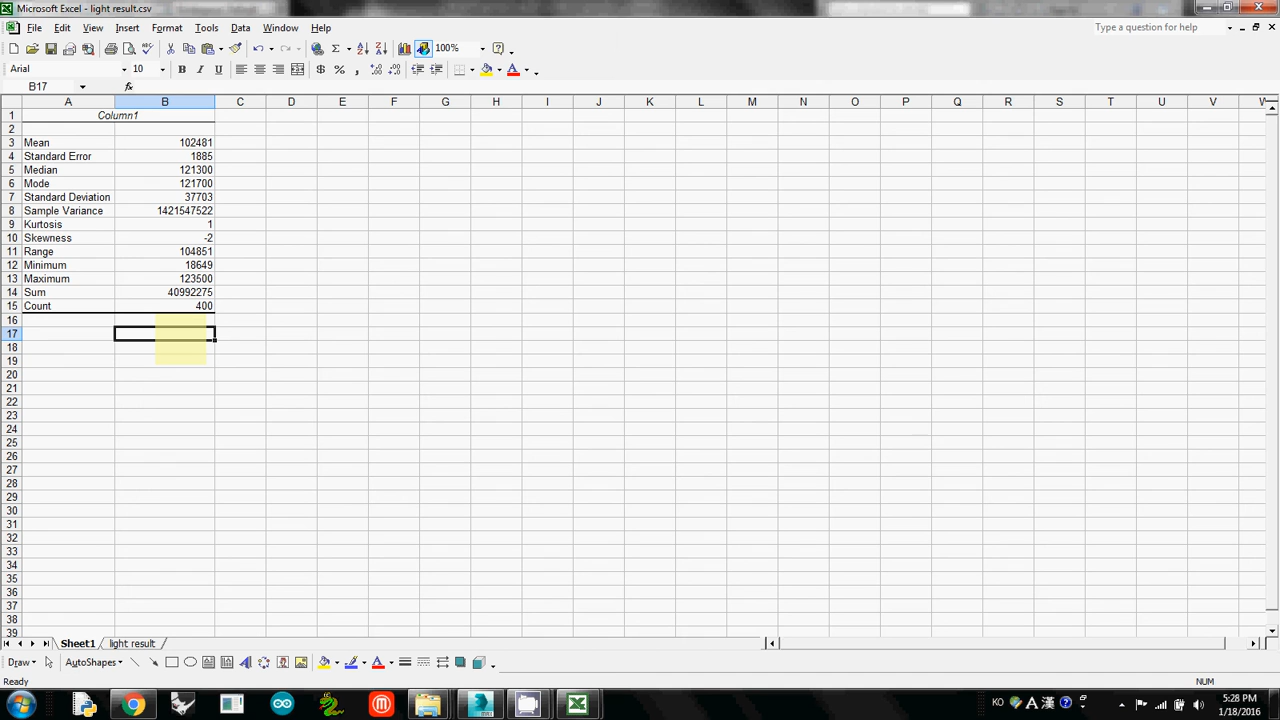 Microsoft Excel - light result.csv
File Edit View Insert Format Tools Data Window Help
Type a question for help
100%
Arial 10 B I U $ % ,
B17 fx
A B C D E F G H I J K L M N O P Q R S T U V W
1 Column1
2
3 Mean 102481
4 Standard Error 1885
5 Median 121300
6 Mode 121700
7 Standard Deviation 37703
8 Sample Variance 1421547522
9 Kurtosis 1
10 Skewness -2
11 Range 104851
12 Minimum 18649
13 Maximum 123500
14 Sum 40992275
15 Count 400
16
17
18
19
20
21
22
23
24
25
26
27
28
29
30
31
32
33
34
35
36
37
38
39
Sheet1 light result
Draw AutoShapes
Ready NUM
KO A 漢 5:28 PM
1/18/2016